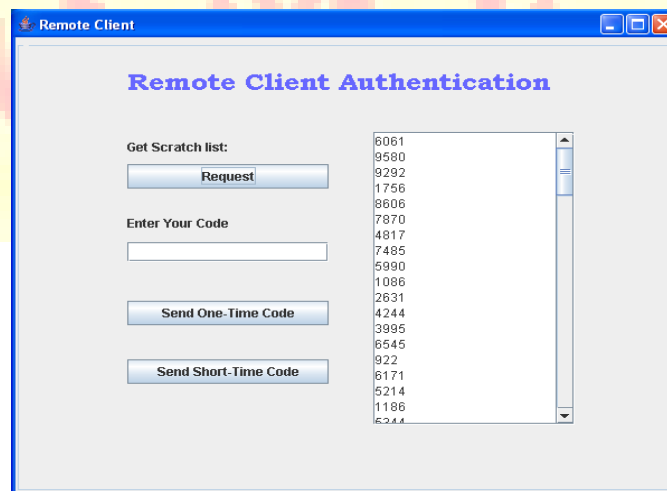 Remote Client
Remote Client Authentication
Get Scratch list:
Request
Enter Your Code
Send One-Time Code
Send Short-Time Code
6061
9580
9292
1756
8606
7870
4817
7485
5990
1086
2631
4244
3995
6545
922
6171
5214
1186
5344